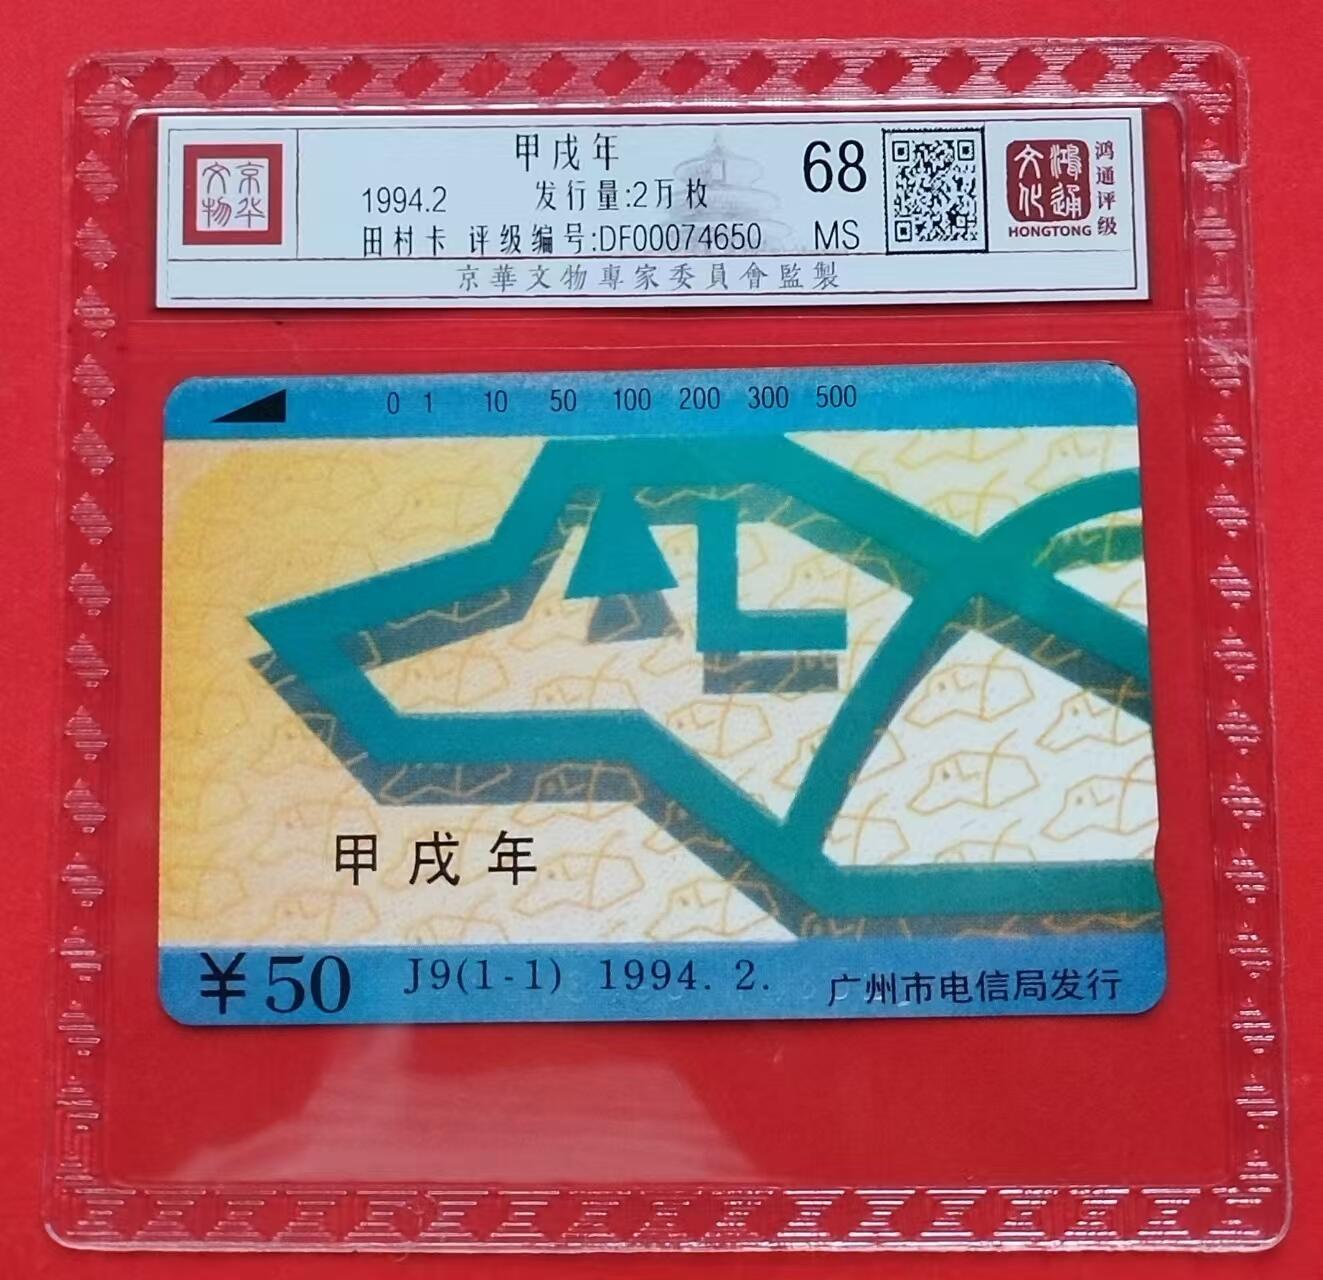 京华
文物
甲戌年
1994.2 发行量:2万枚
田村卡 评级编号:DF00074650
68
MS
鸿通
文化
鸿通评级
HONGTONG
京華文物專家委員會監製
0 1 10 50 100 200 300 500
甲戌年
¥50 J9(1-1) 1994. 2. 广州市电信局发行